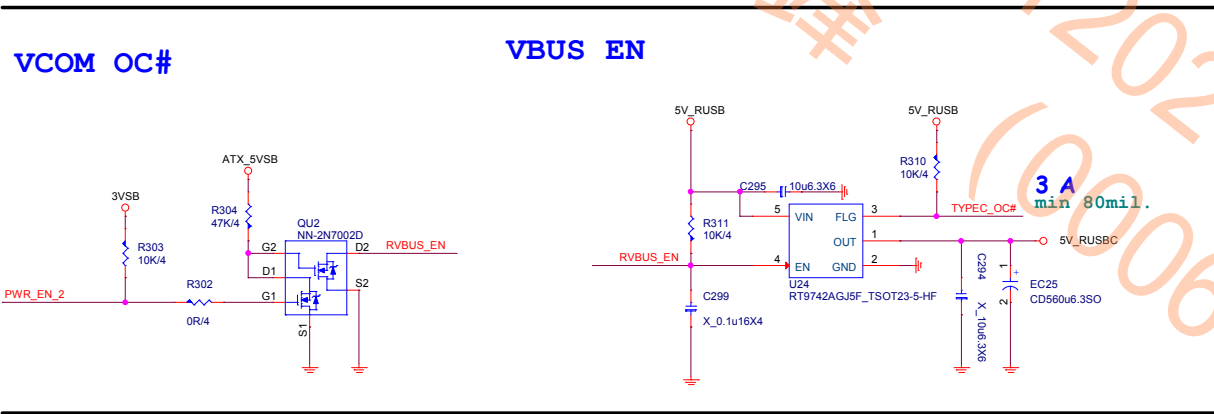 VCOM OC#
VBUS EN
3VSB
R303
10K/4
PWR_EN_2
R302
0R/4
ATX_5VSB
R304
47K/4
QU2
NN-2N7002D
G2
D2
RVBUS_EN
D1
S2
G1
S1
5V_RUSB
C295
10u6.3X6
R311
10K/4
RVBUS_EN
C299
X_0.1u16X4
5
VIN
FLG
3
OUT
1
4
EN
GND
2
U24
RT9742AGJ5F_TSOT23-5-HF
5V_RUSB
R310
10K/4
TYPEC_OC#
3 A
min 80mil.
5V_RUSBC
C294
X_10u6.3X6
1
+
2
EC25
CD560u6.3SO